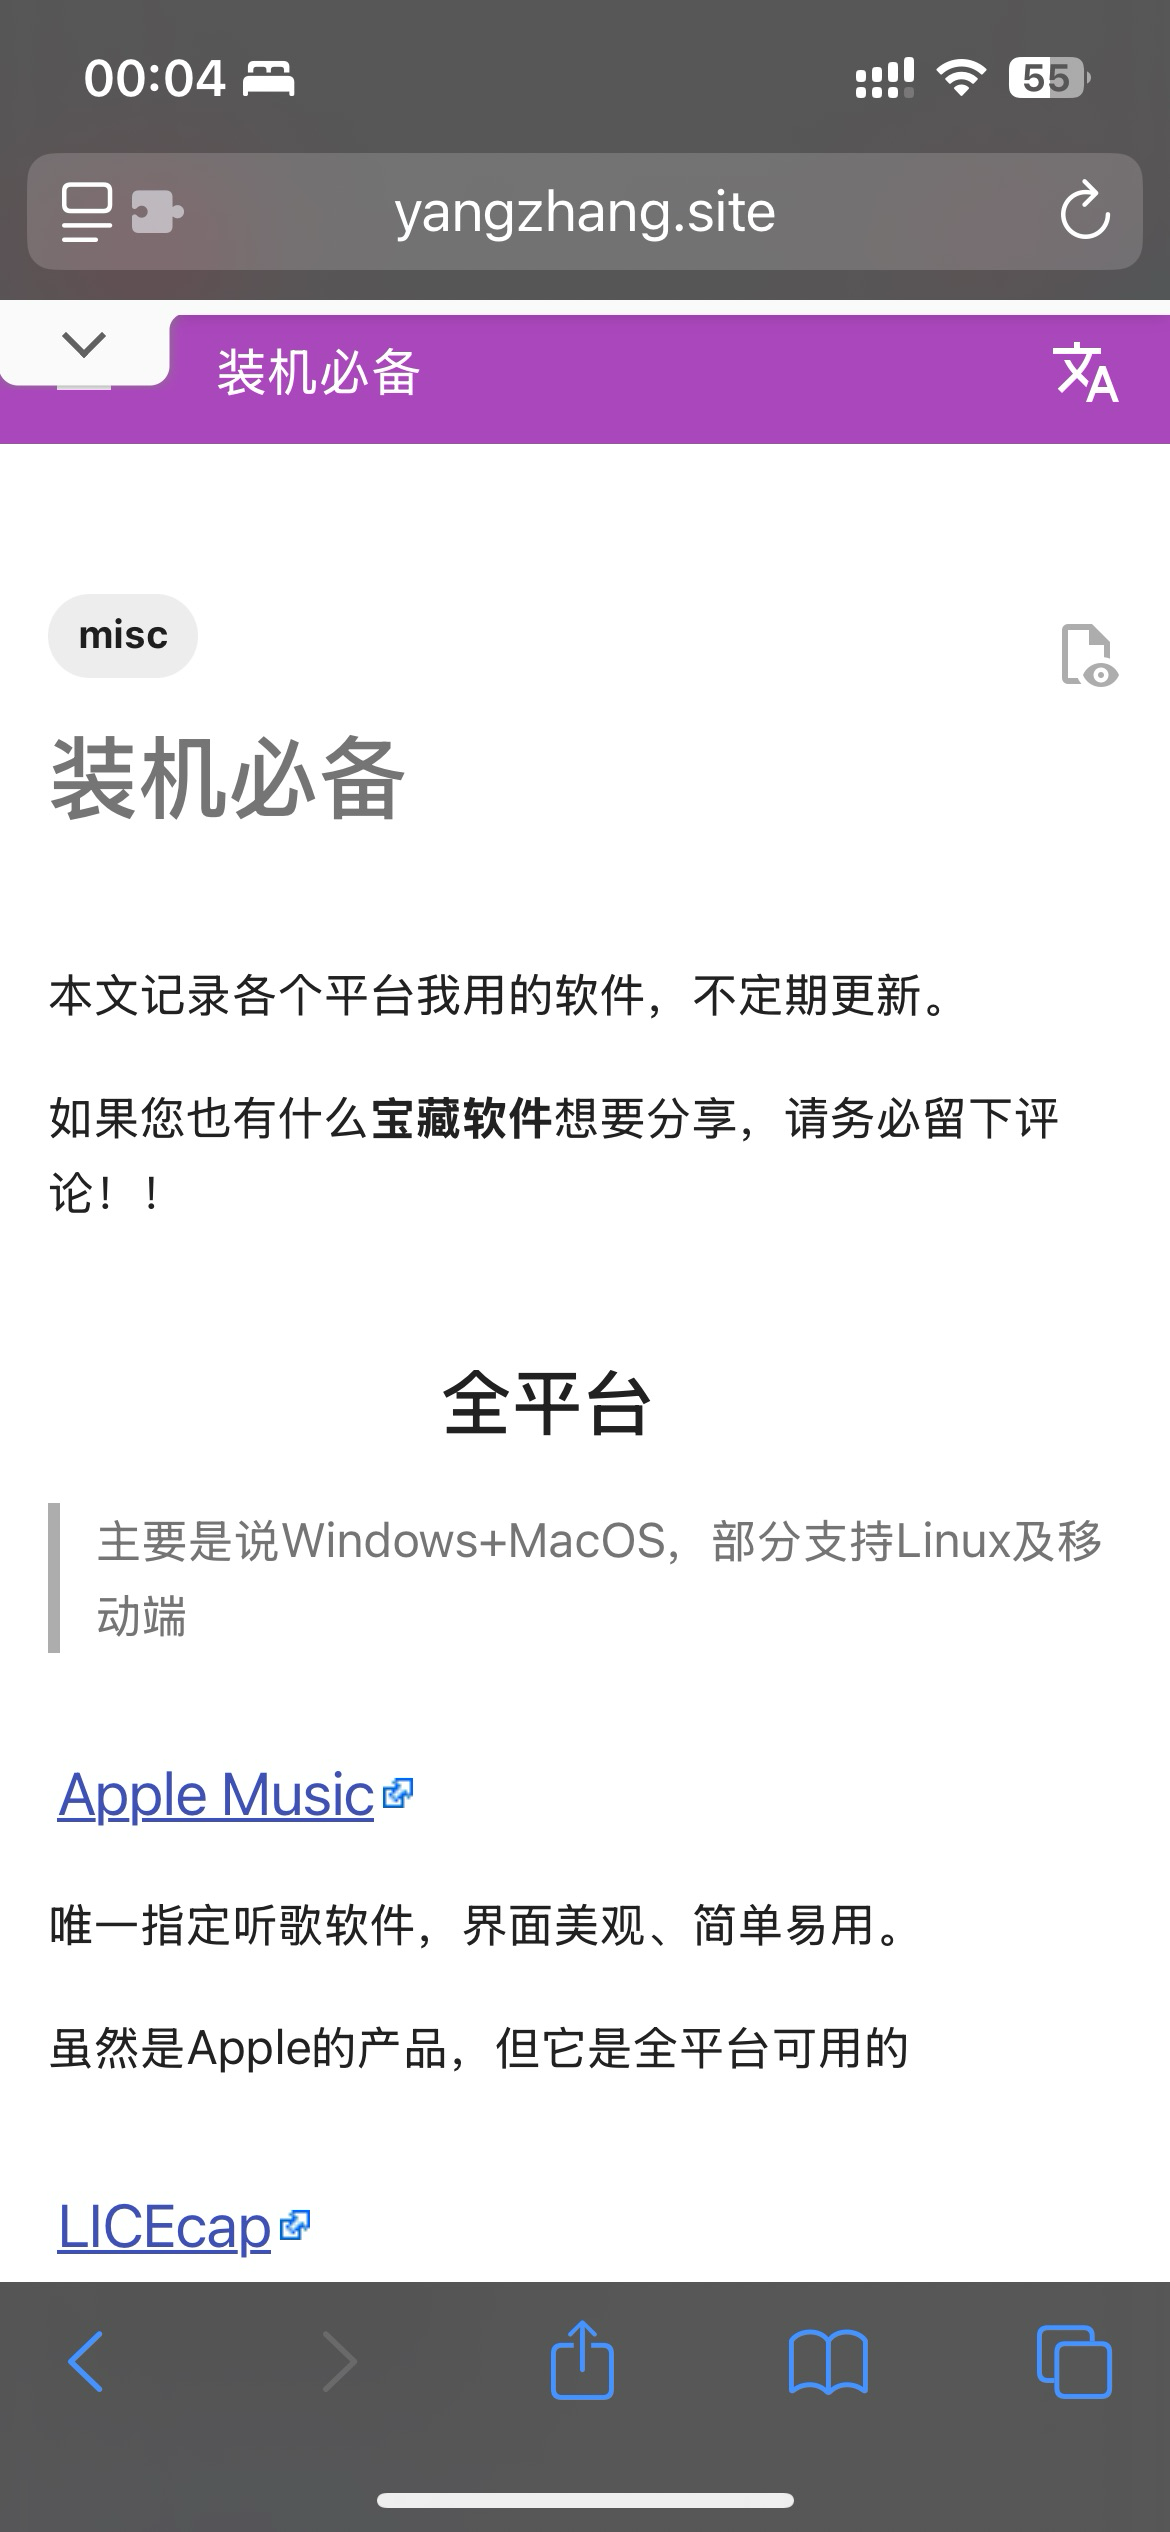 00:04
55
yangzhang.site
装机必备
misc
装机必备
本文记录各个平台我用的软件，不定期更新。
如果您也有什么宝藏软件想要分享，请务必留下评
论！！
全平台
主要是说Windows+MacOS，部分支持Linux及移
动端
Apple Music
唯一指定听歌软件，界面美观、简单易用。
虽然是Apple的产品，但它是全平台可用的
LICEcap